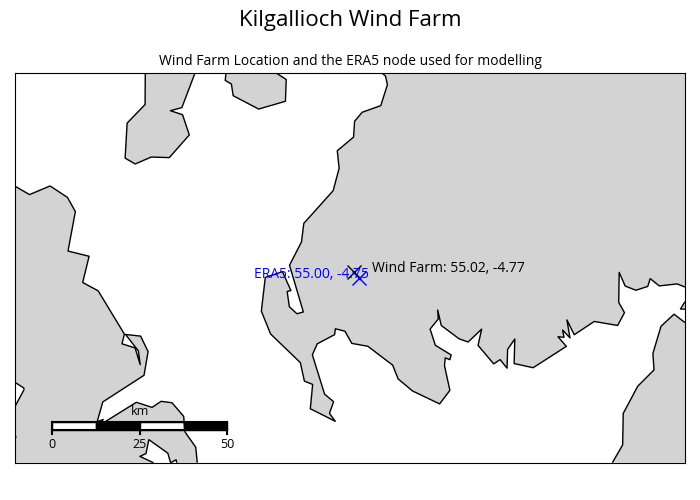 Kilgallioch Wind Farm
Wind Farm Location and the ERA5 node used for modelling
Wind Farm: 55.02, -4.77
ERA5: 55.00, -4.75
km
0 25 50